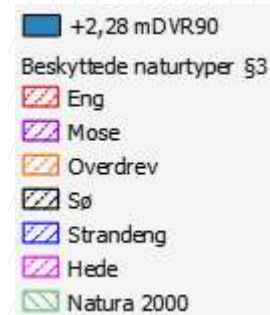 +2,28 mDVR90
Beskyttede naturtyper §3
Eng
Mose
Overdrev
Sø
Strandeng
Hede
Natura 2000